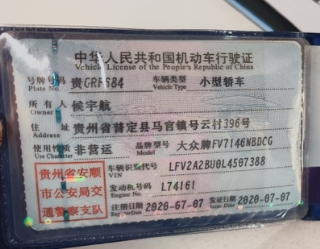 中华人民共和国机动车行驶证
Vehicle License of the People's Republic of China
号牌号码 贵GRF684 车辆类型 小型轿车
Plate No. Vehicle Type
所有人 候宇航
Owner
住址 贵州省普定县马官镇号云村396号
Address
使用性质 非营运 品牌型号 大众牌FV7146NBDCG
Use Character Model
贵州省安顺
市公安局交
通警察支队
车辆识别代号 LFV2A2BU0L4597388
VIN
发动机号码 L74161
Engine No.
注册日期 2020-07-07 发证日期 2020-07-07
Register Date Issue Date